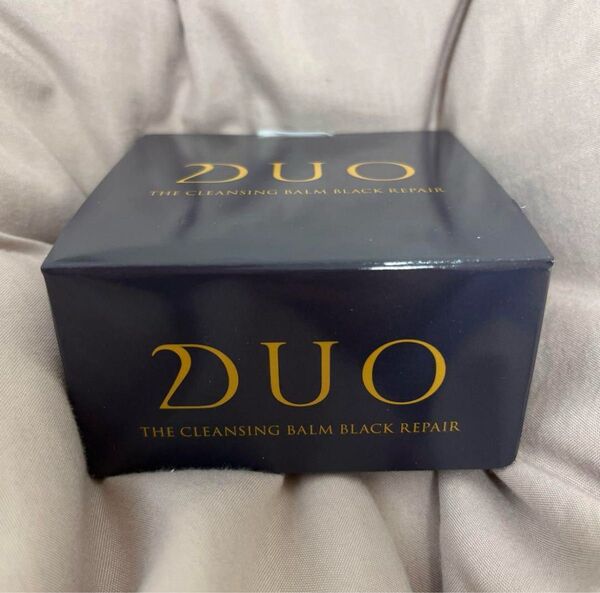 DUO
THE CLEANSING BALM BLACK REPAIR
DUO
THE CLEANSING BALM BLACK REPAIR